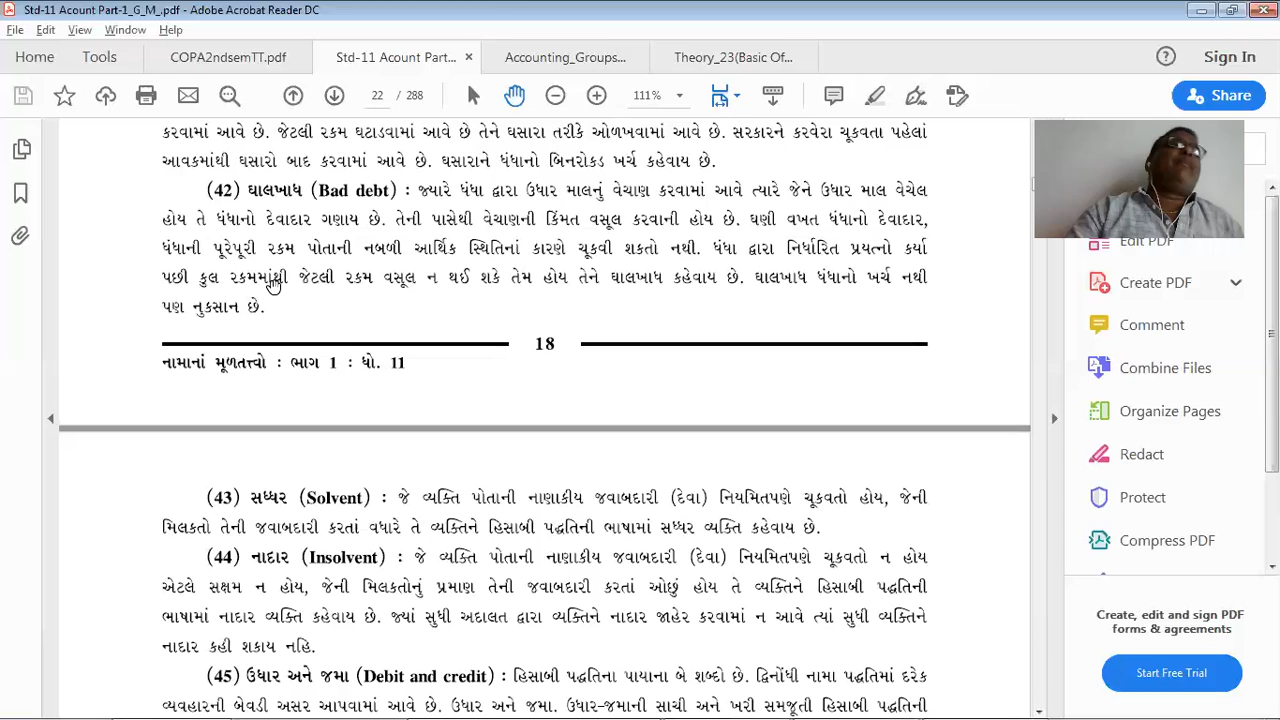 Std-11 Acount Part-1_G_M_.pdf - Adobe Acrobat Reader DC
File Edit View Window Help
Home Tools COPA2ndsemTT.pdf Std-11 Acount Part... × Accounting_Groups... Theory_23(Basic Of... Sign In
22 / 288 111% Share
કરવામાં આવે છે. જેટલી રકમ ઘટાડવામાં આવે છે તેને ઘસારા તરીકે ઓળખવામાં આવે છે. સરકારને કરવેરા ચૂકવતા પહેલાં
આવકમાંથી ઘસારો બાદ કરવામાં આવે છે. ઘસારાને ધંધાનો બિનરોકડ ખર્ચ કહેવાય છે.
(42) ઘાલખાધ (Bad debt) : જ્યારે ધંધા દ્વારા ઉધાર માલનું વેચાણ કરવામાં આવે ત્યારે જેને ઉધાર માલ વેચેલ
હોય તે ધંધાનો દેવાદાર ગણાય છે. તેની પાસેથી વેચાણની કિંમત વસૂલ કરવાની હોય છે. ઘણી વખત ધંધાનો દેવાદાર,
ધંધાની પૂરેપૂરી રકમ પોતાની નબળી આર્થિક સ્થિતિનાં કારણે ચૂકવી શકતો નથી. ધંધા દ્વારા નિર્ધારિત પ્રયત્નો કર્યા
પછી કુલ રકમમાંથી જેટલી રકમ વસૂલ ન થઈ શકે તેમ હોય તેને ઘાલખાધ કહેવાય છે. ઘાલખાધ ધંધાનો ખર્ચ નથી
પણ નુકસાન છે.
18
નામાનાં મૂળતત્ત્વો : ભાગ 1 : ધો. 11
(43) સધ્ધર (Solvent) : જે વ્યક્તિ પોતાની નાણાકીય જવાબદારી (દેવા) નિયમિતપણે ચૂકવતો હોય, જેની
મિલકતો તેની જવાબદારી કરતાં વધારે તે વ્યક્તિને હિસાબી પદ્ધતિની ભાષામાં સધ્ધર વ્યક્તિ કહેવાય છે.
(44) નાદાર (Insolvent) : જે વ્યક્તિ પોતાની નાણાકીય જવાબદારી (દેવા) નિયમિતપણે ચૂકવતો ન હોય
એટલે સક્ષમ ન હોય, જેની મિલકતોનું પ્રમાણ તેની જવાબદારી કરતાં ઓછું હોય તે વ્યક્તિને હિસાબી પદ્ધતિની
ભાષામાં નાદાર વ્યક્તિ કહેવાય છે. જ્યાં સુધી અદાલત દ્વારા વ્યક્તિને નાદાર જાહેર કરવામાં ન આવે ત્યાં સુધી વ્યક્તિને
નાદાર કહી શકાય નહિ.
(45) ઉધાર અને જમા (Debit and credit) : હિસાબી પદ્ધતિના પાયાના બે શબ્દો છે. દ્વિનોંધી નામા પદ્ધતિમાં દરેક
વ્યવહારની બેવડી અસર આપવામાં આવે છે. ઉધાર અને જમા. ઉધાર-જમાની સાચી અને ખરી સમજૂતી હિસાબી પદ્ધતિની
Edit PDF
Create PDF
Comment
Combine Files
Organize Pages
Redact
Protect
Compress PDF
Create, edit and sign PDF
forms & agreements
Start Free Trial